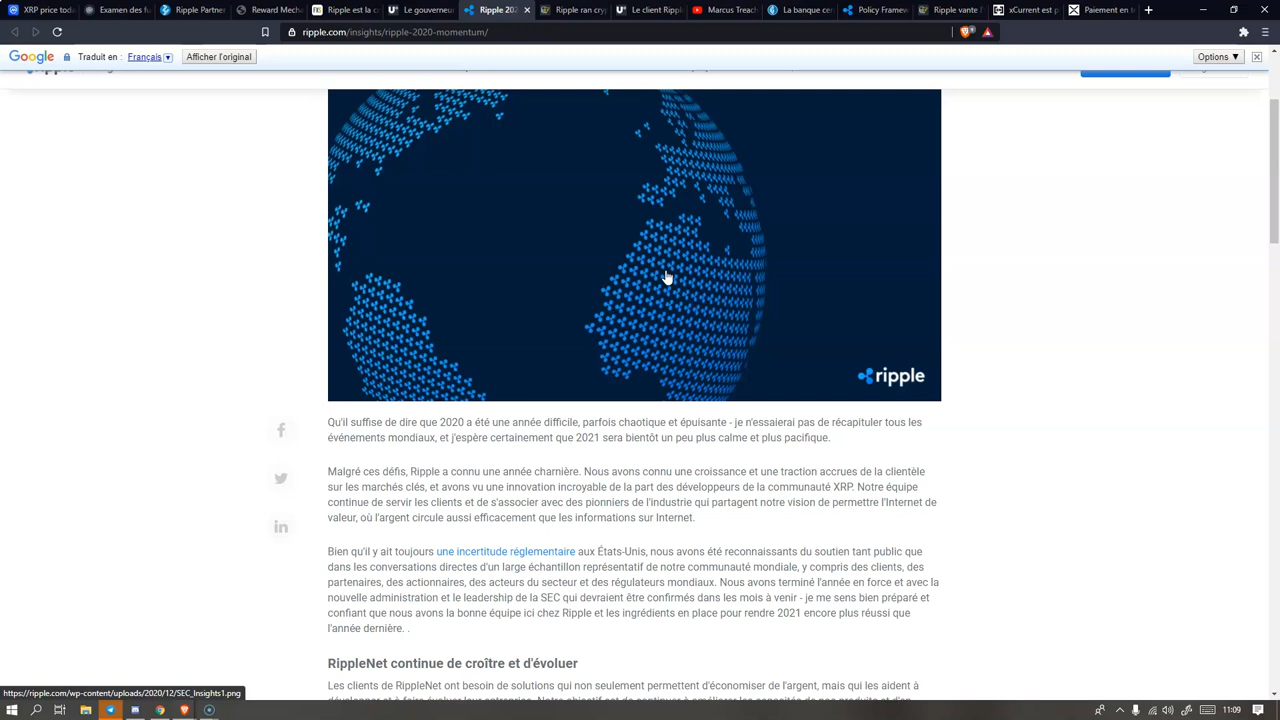 XRP price toda
Examen des fu
Ripple Partner
Reward Mecha
Ripple est la c
Le gouverneur
Ripple 202
Ripple ran cryp
Le client Ripple
Marcus Treach
La banque cen
Policy Framew
Ripple vante l
xCurrent est p
Paiement en te
ripple.com/insights/ripple-2020-momentum/
Google Traduit en : Français Afficher l'original Options ▼
ripple
Qu'il suffise de dire que 2020 a été une année difficile, parfois chaotique et épuisante - je n'essaierai pas de récapituler tous les
événements mondiaux, et j'espère certainement que 2021 sera bientôt un peu plus calme et plus pacifique.
Malgré ces défis, Ripple a connu une année charnière. Nous avons connu une croissance et une traction accrues de la clientèle
sur les marchés clés, et avons vu une innovation incroyable de la part des développeurs de la communauté XRP. Notre équipe
continue de servir les clients et de s'associer avec des pionniers de l'industrie qui partagent notre vision de permettre l'Internet de
valeur, où l'argent circule aussi efficacement que les informations sur Internet.
Bien qu'il y ait toujours une incertitude réglementaire aux États-Unis, nous avons été reconnaissants du soutien tant public que
dans les conversations directes d'un large échantillon représentatif de notre communauté mondiale, y compris des clients, des
partenaires, des actionnaires, des acteurs du secteur et des régulateurs mondiaux. Nous avons terminé l'année en force et avec la
nouvelle administration et le leadership de la SEC qui devraient être confirmés dans les mois à venir - je me sens bien préparé et
confiant que nous avons la bonne équipe ici chez Ripple et les ingrédients en place pour rendre 2021 encore plus réussi que
l'année dernière. .
RippleNet continue de croître et d'évoluer
Les clients de RippleNet ont besoin de solutions qui non seulement permettent d'économiser de l'argent, mais qui les aident à
https://ripple.com/wp-content/uploads/2020/12/SEC_Insights1.png
11:09